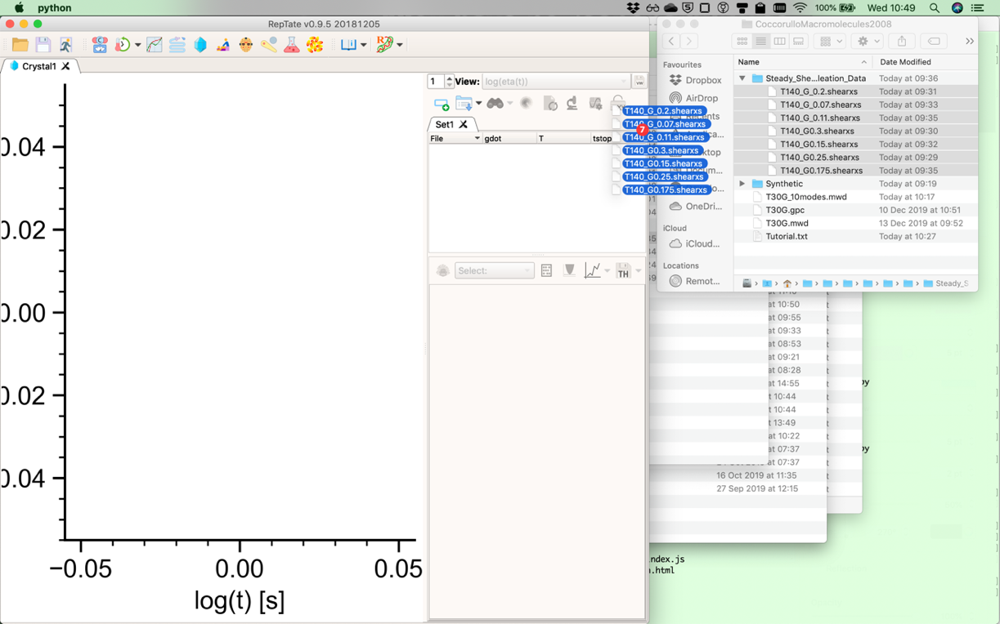 python
100%
Wed 10:49
RepTate v0.9.5 20181205
Crystal1
1
View:
log(eta(t))
Set1
File
gdot
T
tstop
Select:
TH
0.04
0.02
0.00
0.02
0.04
−0.05
0.00
0.05
log(t) [s]
T140_G_0.2.shearxs
T140_G_0.07.shearxs
7
T140_G_0.11.shearxs
T140_G0.3.shearxs
T140_G0.15.shearxs
T140_G0.25.shearxs
T140_G0.175.shearxs
CoccorulloMacromolecules2008
Favourites
Dropbox
AirDrop
OneDri...
iCloud
iCloud...
Locations
Remot...
Name
Date Modified
Steady_She...leation_Data Today at 09:36
T140_G_0.2.shearxs Today at 09:31
T140_G_0.07.shearxs Today at 09:33
T140_G_0.11.shearxs Today at 09:35
T140_G0.3.shearxs Today at 09:30
T140_G0.15.shearxs Today at 09:32
T140_G0.25.shearxs Today at 09:29
T140_G0.175.shearxs Today at 09:35
Synthetic Today at 09:19
T30G_10modes.mwd Today at 10:17
T30G.gpc 10 Dec 2019 at 10:51
T30G.mwd 13 Dec 2019 at 09:52
Tutorial.txt Today at 10:27
Steady_S
at 10:50
at 09:55
at 09:33
at 08:53
at 09:21
at 08:28
at 14:55
at 10:44
at 10:44
at 13:49
at 10:22
at 07:37
at 07:37
16 Oct 2019 at 11:35
27 Sep 2019 at 12:15
py
py
index.js
.html